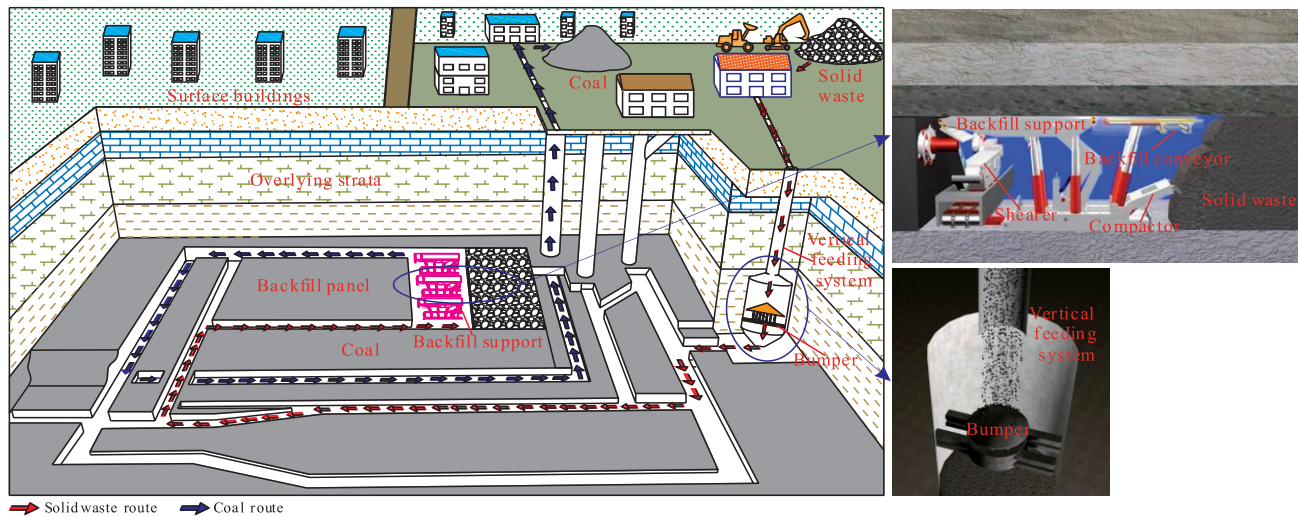 Surface buildings
Coal
Solid
waste
Overlying strata
Vertical
feeding
system
Backfill panel
Coal
Backfill support
Bumper
Solid waste route
Coal route
Backfill support
Backfill conveyor
Shearer
Compactor
Solid waste
Vertical
feeding
system
Bumper